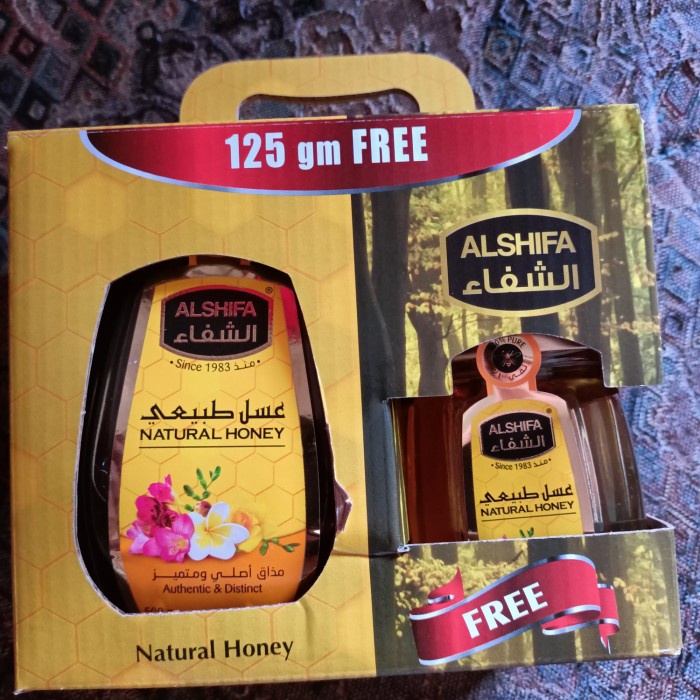 125 gm FREE
ALSHIFA
الشفاء
ALSHIFA
®
الشفاء
• Since 1983 منذ •
عسل طبيعي
NATURAL HONEY
مذاق أصلي ومتميز
Authentic & Distinct
Natural Honey
PURE
ALSHIFA
الشفاء
• Since 1983 منذ •
عسل طبيعي
NATURAL HONEY
FREE